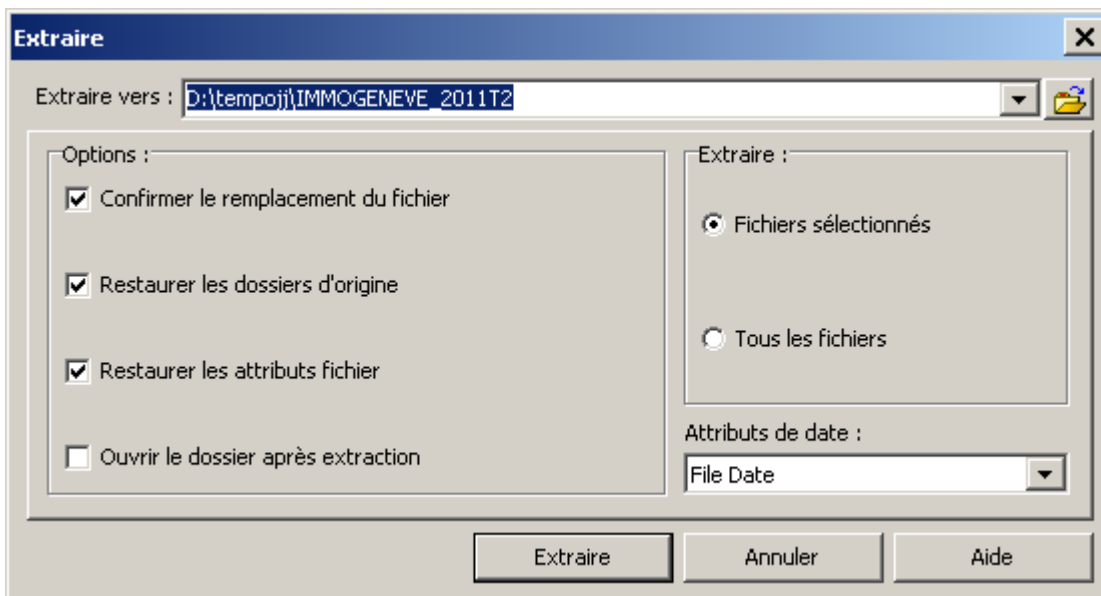 Extraire
Extraire vers : D:\tempojj\IMMOGENEVE_2011T2
Options :
Confirmer le remplacement du fichier
Restaurer les dossiers d'origine
Restaurer les attributs fichier
Ouvrir le dossier après extraction
Extraire :
Fichiers sélectionnés
Tous les fichiers
Attributs de date :
File Date
Extraire Annuler Aide